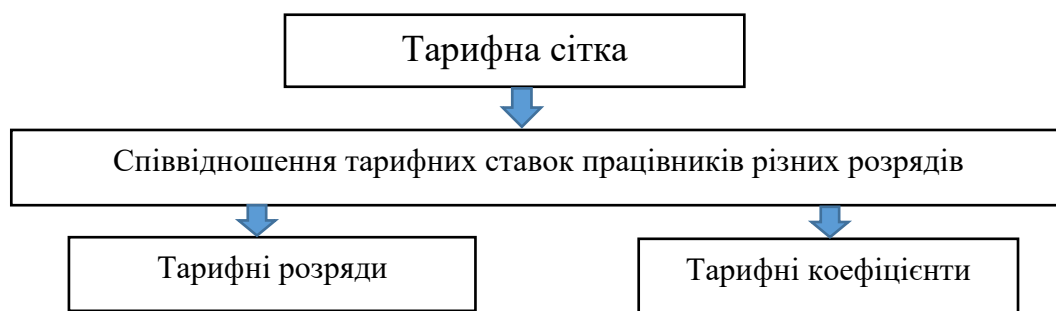 Тарифна сітка
Співвідношення тарифних ставок працівників різних розрядів
Тарифні розряди
Тарифні коефіцієнти